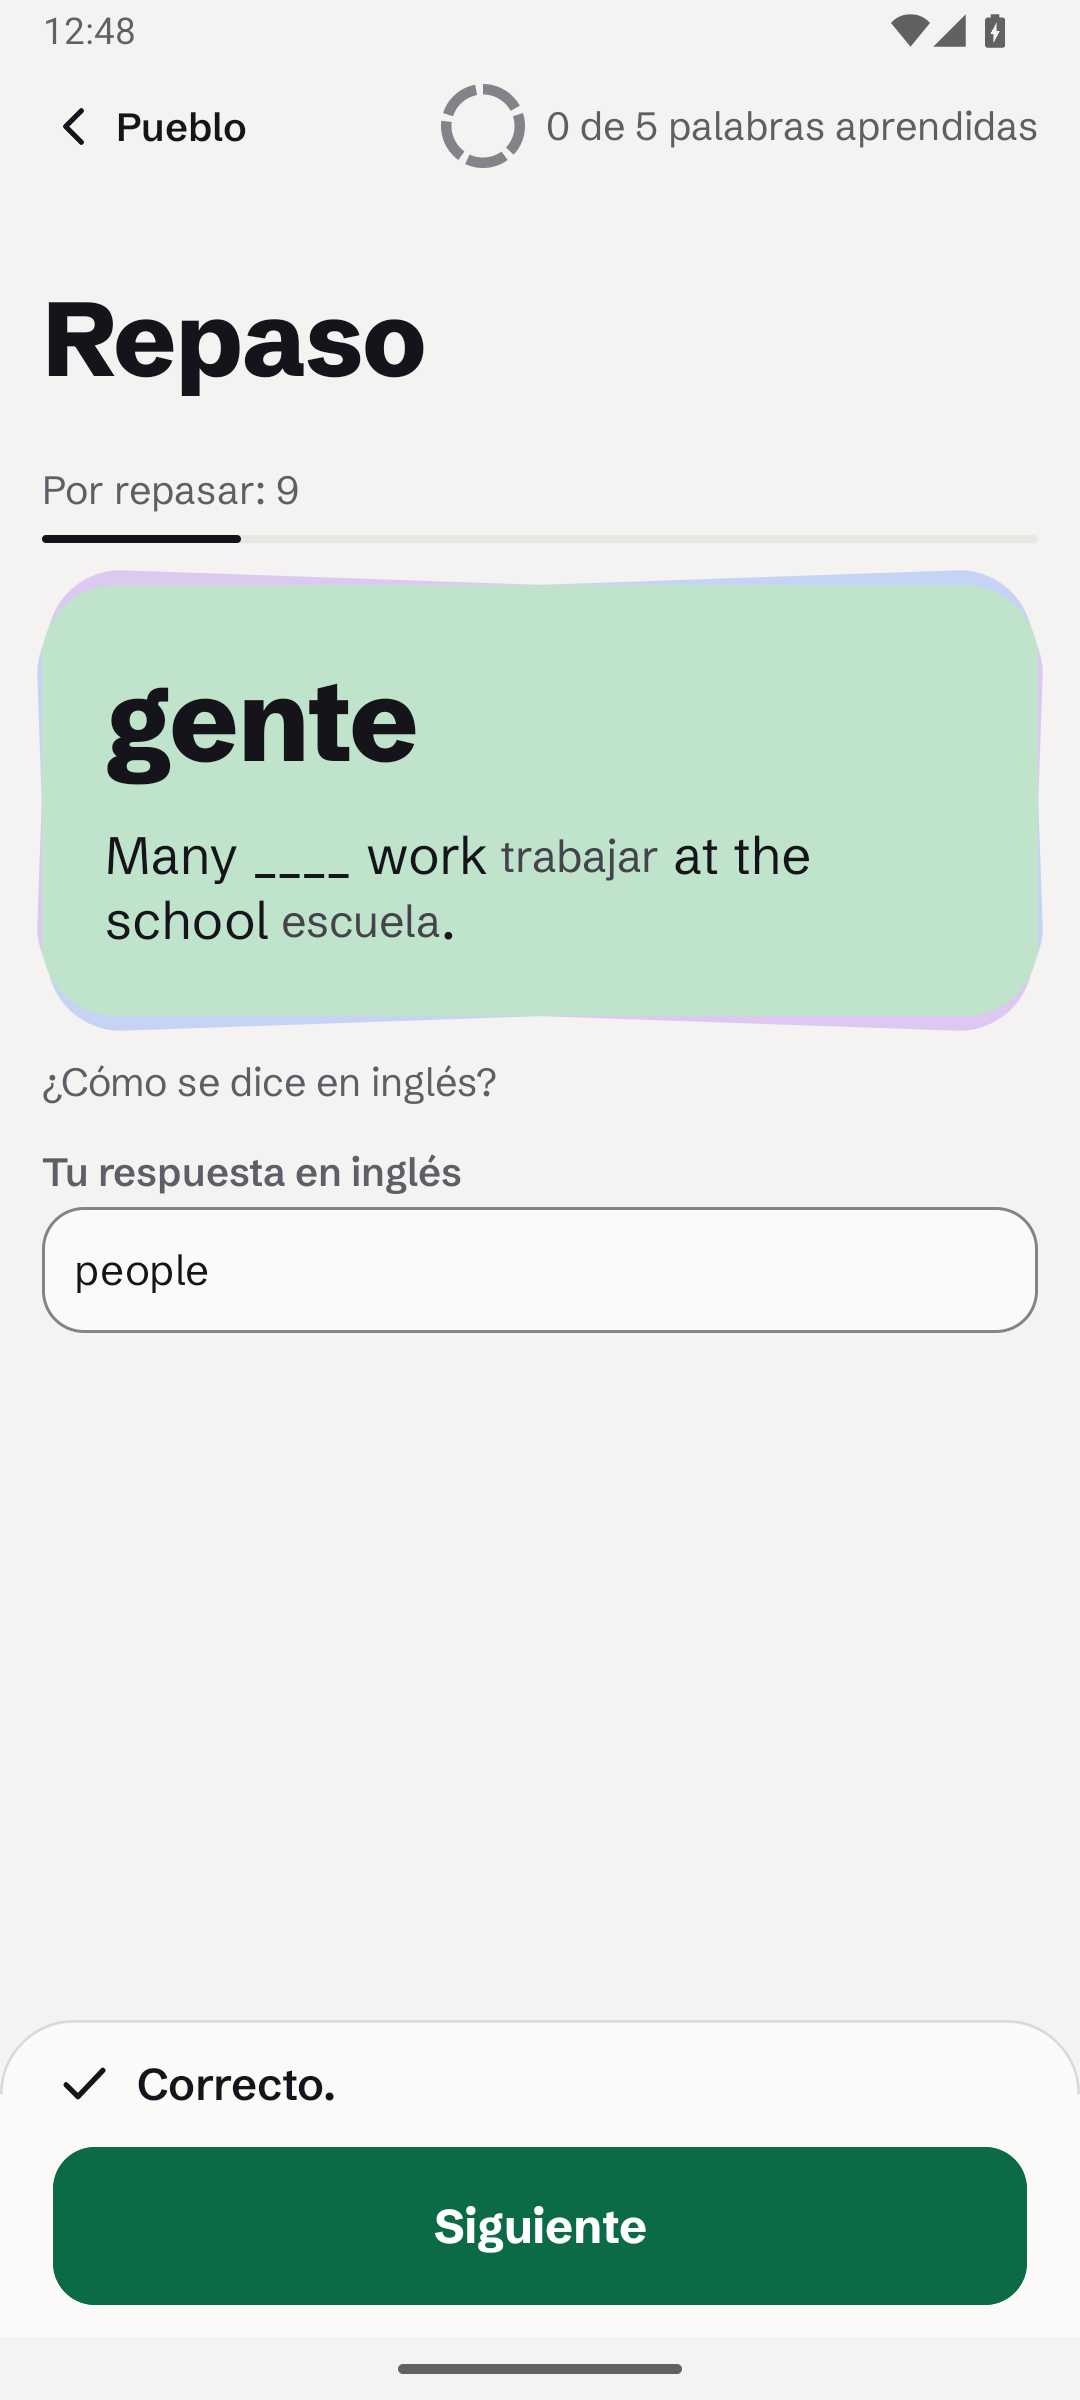 12:48
Pueblo
0 de 5 palabras aprendidas
Repaso
Por repasar: 9
gente
Many ____ work trabajar at the
school escuela.
¿Cómo se dice en inglés?
Tu respuesta en inglés
people
Correcto.
Siguiente